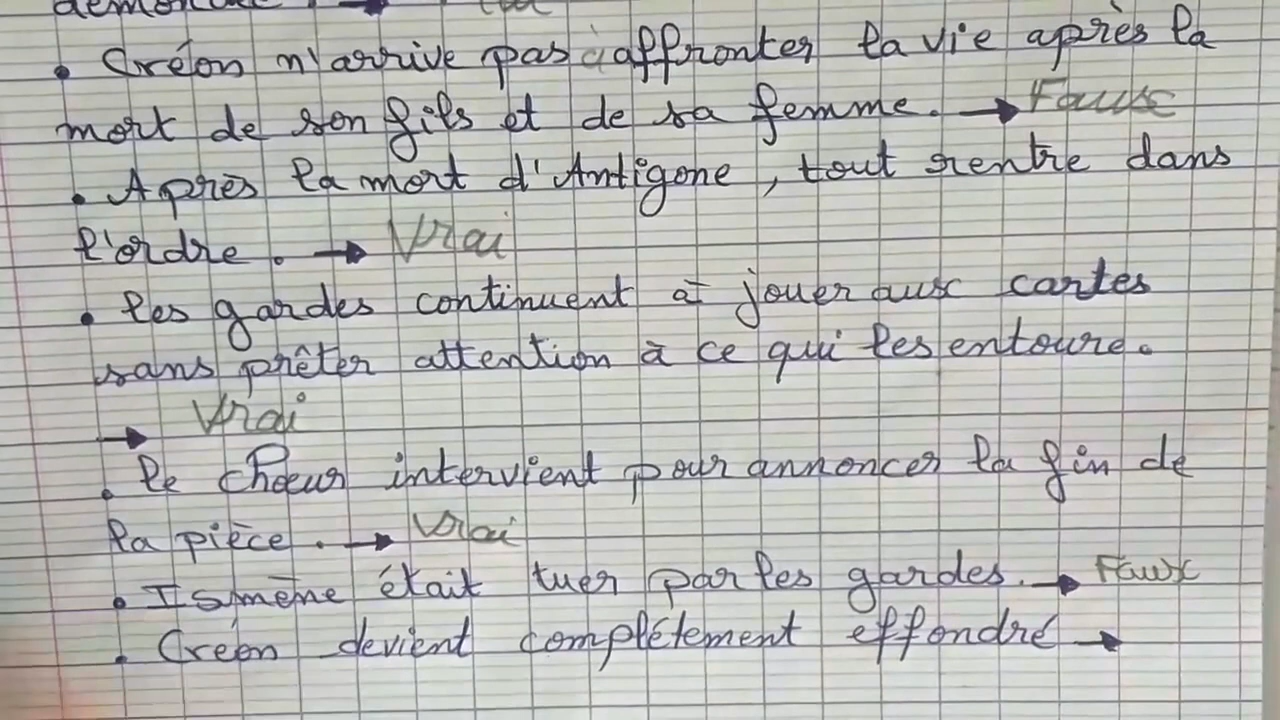 • Créon n'arrive pas à affronter la vie après la
mort de son fils et de sa femme. → Faux
• Après la mort d'Antigone, tout rentre dans
l'ordre. → Vrai
• les gardes continuent à jouer aux cartes
sans prêter attention à ce qui les entoure.
→ Vrai
• le chœur intervient pour annoncer la fin de
la pièce. → Vrai
• Ismène était tuer par les gardes. → Faux
• Créon devient complétement effondré →